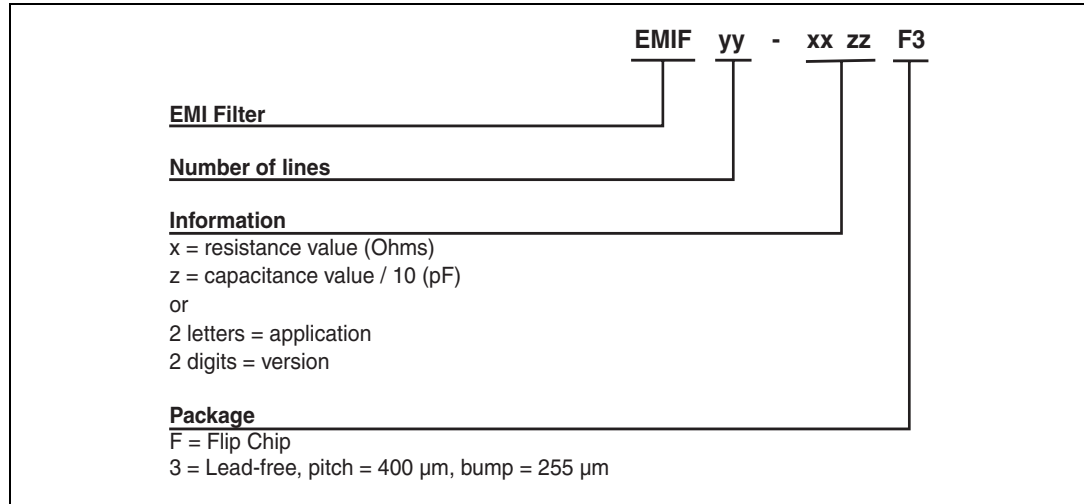 EMIF yy - xx zz F3
EMI Filter
Number of lines
Information
x = resistance value (Ohms)
z = capacitance value / 10 (pF)
or
2 letters = application
2 digits = version
Package
F = Flip Chip
3 = Lead-free, pitch = 400 µm, bump = 255 µm